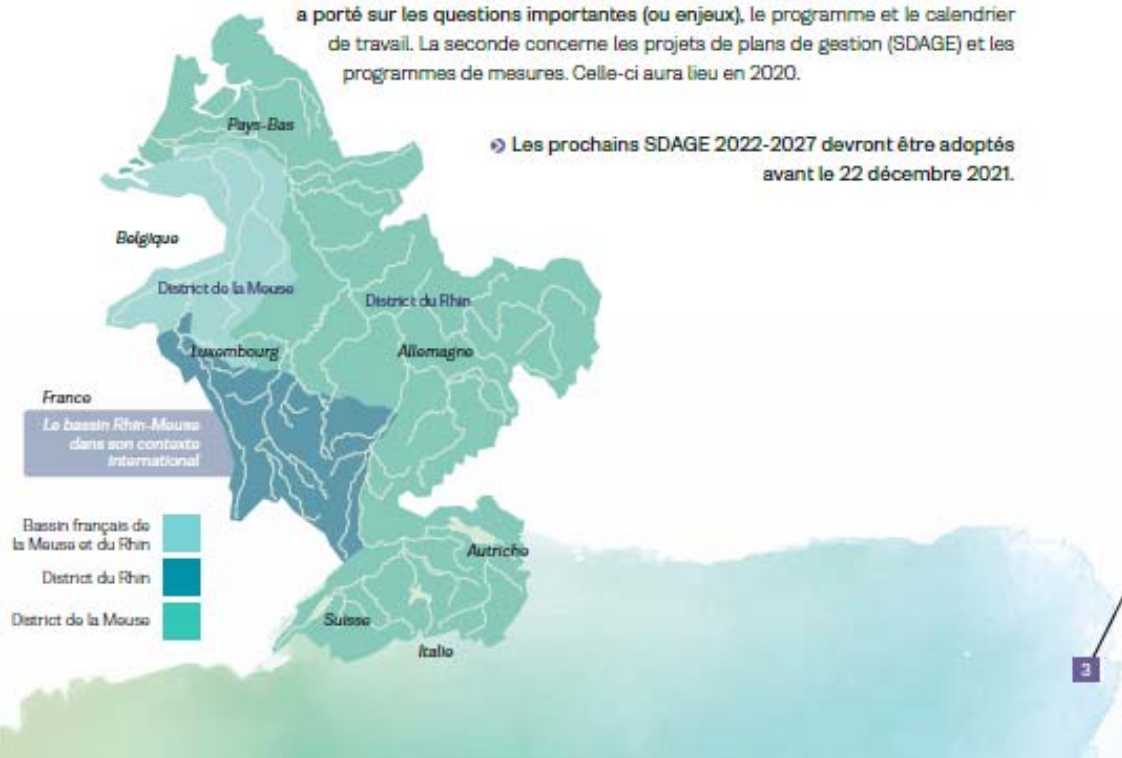 a porté sur les questions importantes (ou enjeux), le programme et le calendrier
de travail. La seconde concerne les projets de plans de gestion (SDAGE) et les
programmes de mesures. Celle-ci aura lieu en 2020.
Les prochains SDAGE 2022-2027 devront être adoptés
avant le 22 décembre 2021.
Pays-Bas
Belgique
District de la Meuse
District du Rhin
Luxembourg
Allemagne
France
Le bassin Rhin-Meuse
dans son contexte
international
Bassin français de
la Meuse et du Rhin
District du Rhin
District de la Meuse
Autriche
Suisse
Italie
3